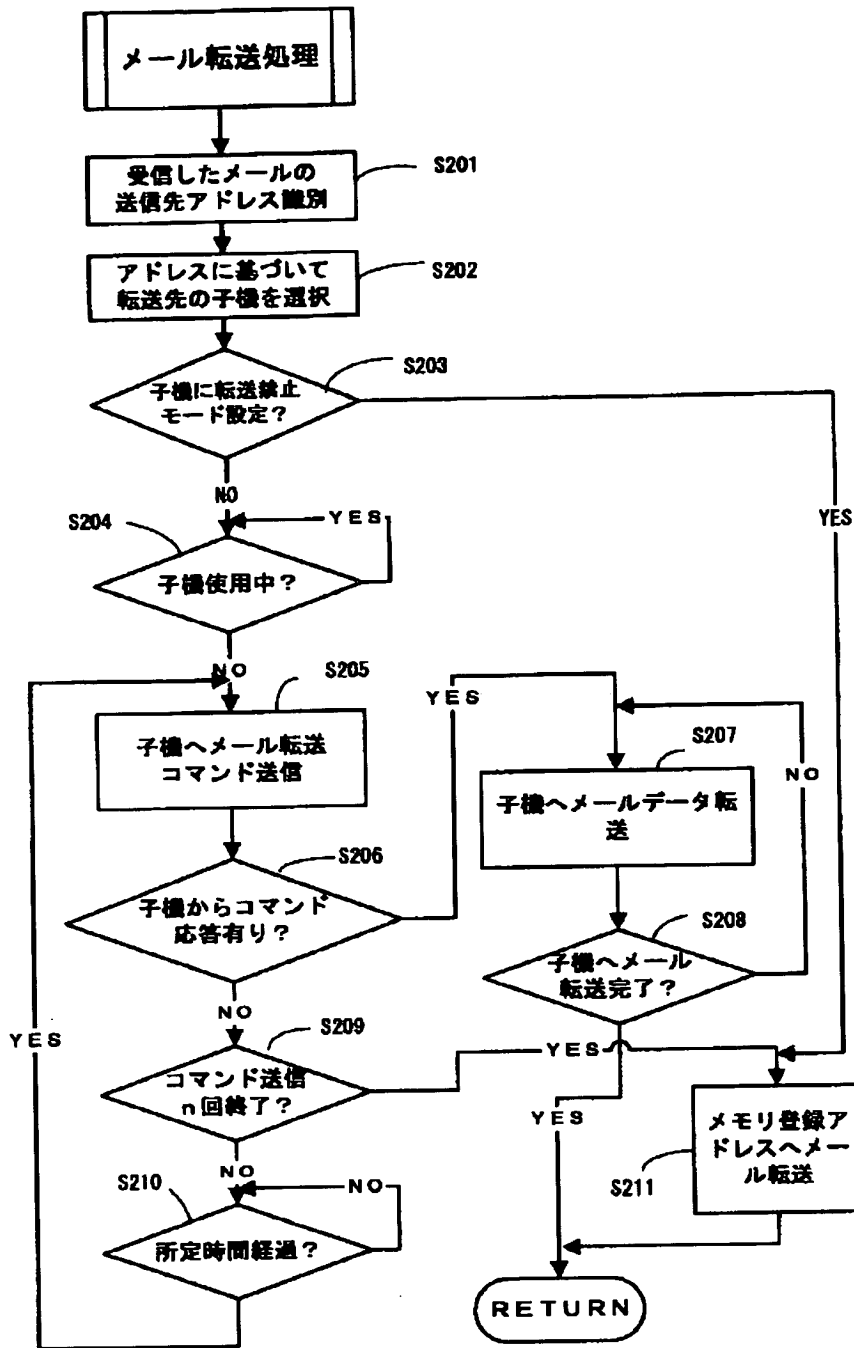 メール転送処理
受信したメールの
送信先アドレス識別
S201
アドレスに基づいて
転送先の子機を選択
S202
子機に転送禁止
モード設定?
S203
NO
YES
S204
YES
子機使用中?
NO
S205
YES
子機へメール転送
コマンド送信
S207
NO
子機へメールデータ転
送
S206
子機からコマンド
応答有り?
S208
子機へメール
転送完了?
NO
YES
S209
YES
コマンド送信
n回終了?
YES
メモリ登録ア
ドレスへメー
ル転送
S211
NO
S210
NO
所定時間経過?
RETURN